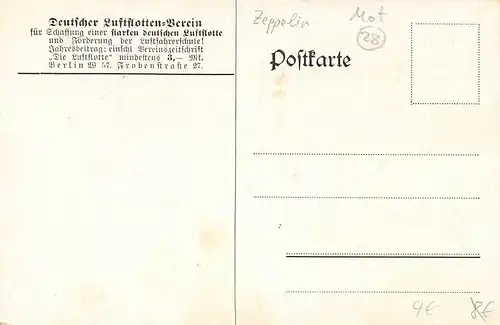 Deutscher Luftflotten-Verein
für Schaffung einer starken deutschen Luftflotte
und Förderung der Luftfahrerschule!
Jahresbeitrag: einschl Vereinszeitschrift
„Die Luftflotte" mindestens 3,— Mk.
Berlin W 57. Frobenstraße 27.
Zeppelin
Mot
28
Postkarte
4€
8€